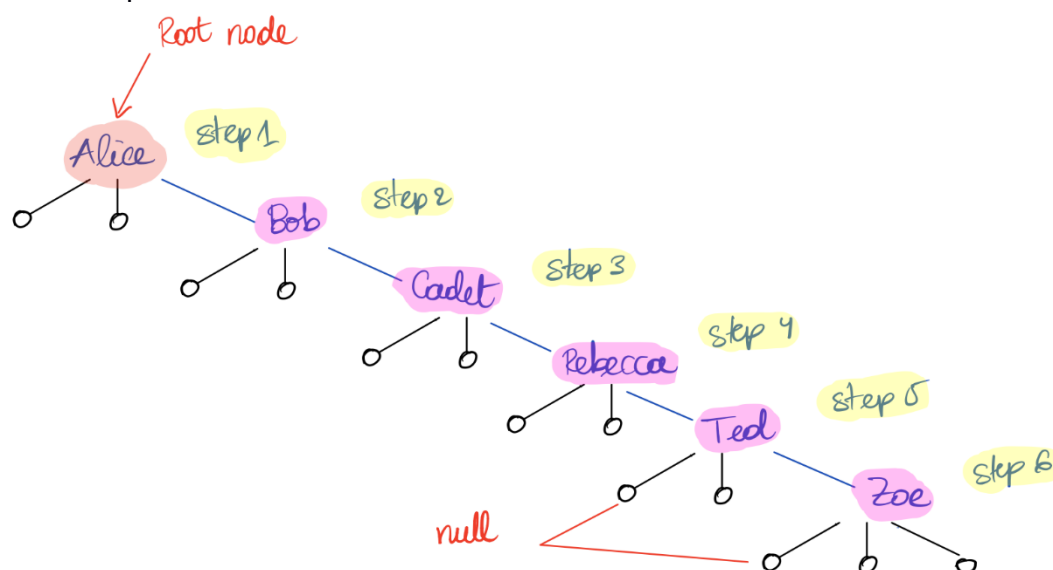 Root node
Alice
step 1
Bob
step 2
Cadet
step 3
Rebecca
step 4
Ted
step 5
Zoe
step 6
null